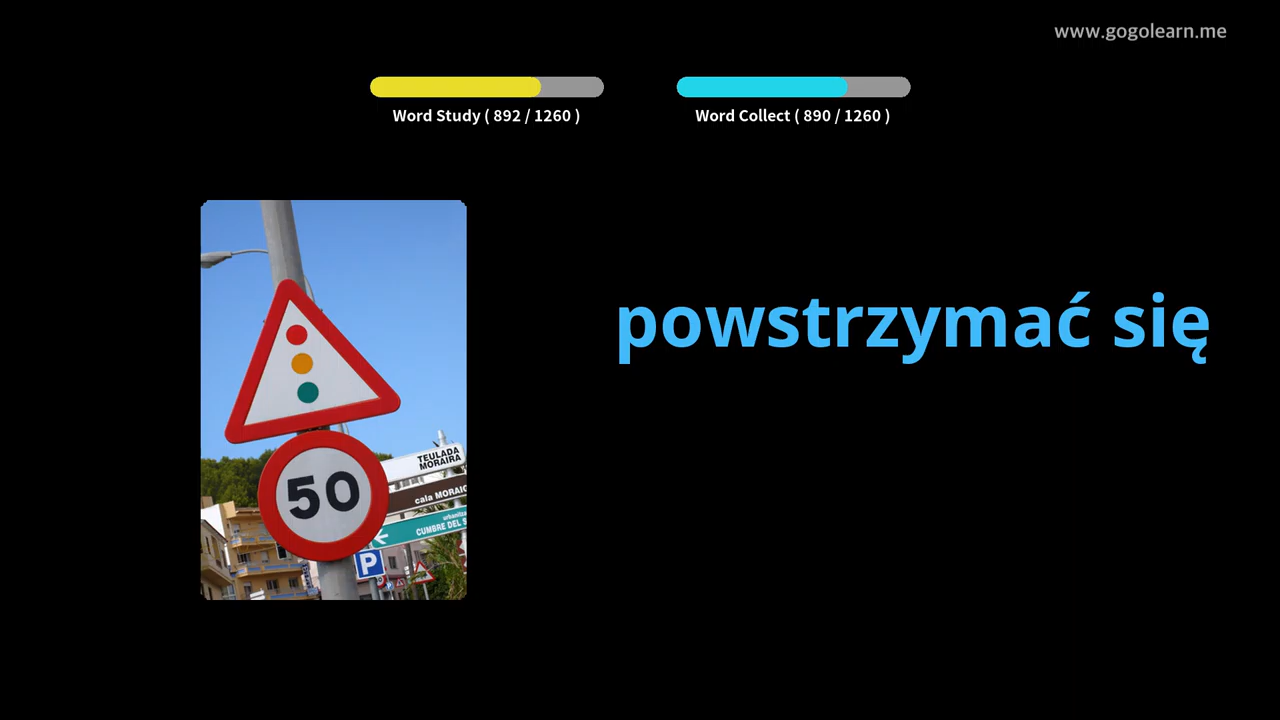 www.gogolearn.me
Word Study ( 892 / 1260 )
Word Collect ( 890 / 1260 )
powstrzymać się
50
TEULADA
MORAIRA
cala MORAIG
CUMBRE DEL S
P